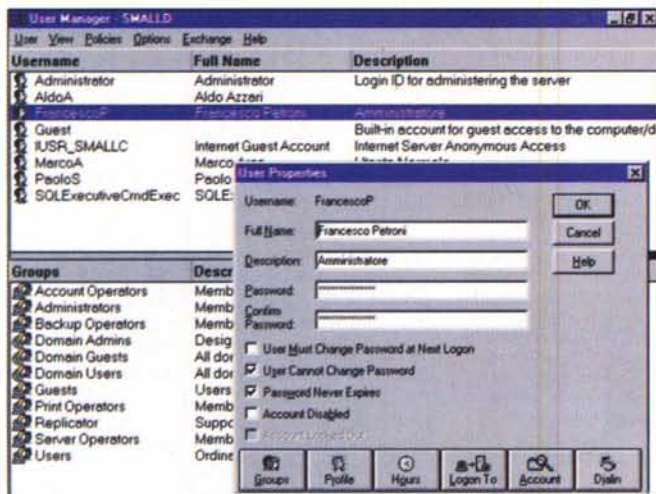 User Manager - SMALLD
User View Policies Options Exchange Help
Username Full Name Description
Administrator Administrator Login ID for administering the server
AldoA Aldo Azzari
FrancescoP Francesco Petroni Amministratore
Guest Built-in account for guest access to the computer/d
IUSR_SMALLC Internet Guest Account Internet Server Anonymous Access
MarcoA Marco
PaoloS Paolo
SQLExecutiveCmdExec SQLE
Groups Descr
Account Operators Memb
Administrators Memb
Backup Operators Memb
Domain Admins Desig
Domain Guests All dor
Domain Users All dor
Guests Users
Print Operators Memb
Replicator Suppo
Server Operators Memb
Users Ordine
User Properties
Username: FrancescoP
OK
Full Name: Francesco Petroni
Cancel
Description: Amministratore
Help
Password: **************
Confirm
Password: **************
User Must Change Password at Next Logon
User Cannot Change Password
Password Never Expires
Account Disabled
Account Locked Out
Groups Profile Hours Logon To Account Dialin